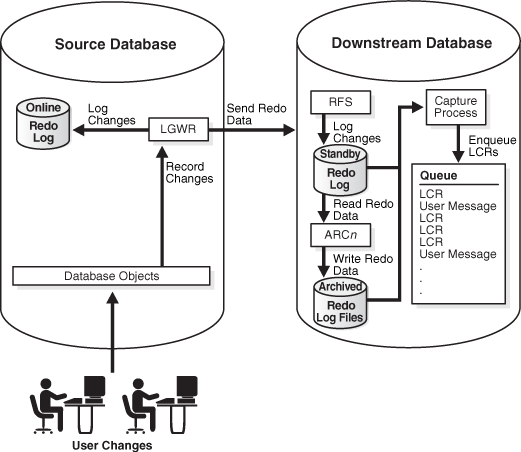 Source Database
Online
Redo
Log
Log
Changes
LGWR
Send Redo
Data
Record
Changes
Database Objects
User Changes
Downstream Database
RFS
Log
Changes
Standby
Redo
Log
Read Redo
Data
ARCn
Write Redo
Data
Archived
Redo
Log Files
Capture
Process
Enqueue
LCRs
Queue
LCR
User Message
LCR
LCR
LCR
User Message
.
.
.